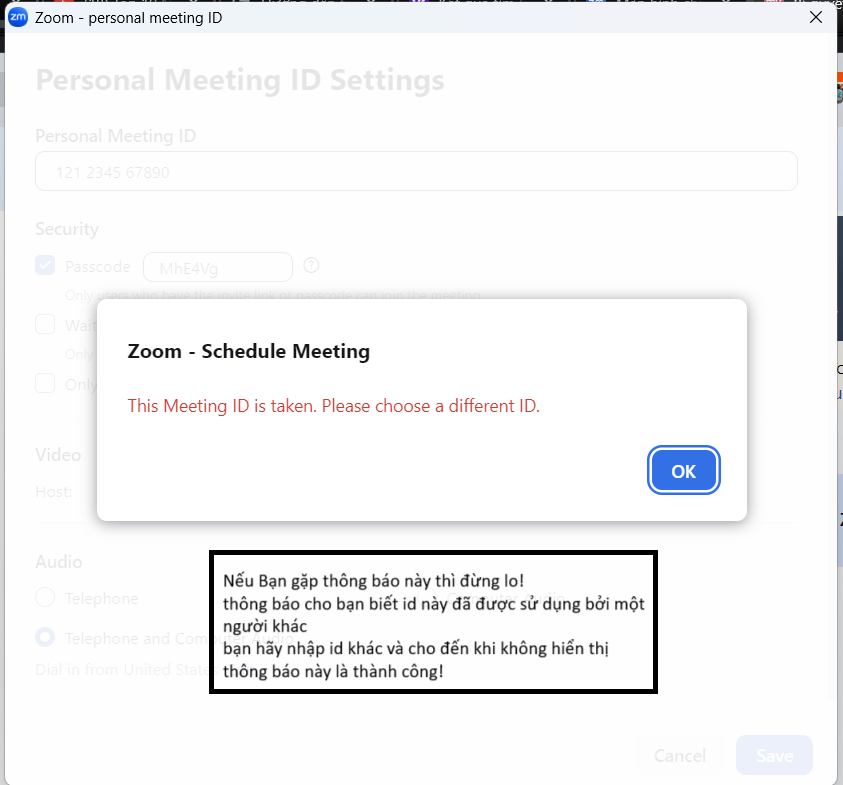 zm Zoom - personal meeting ID
Personal Meeting ID Settings
Personal Meeting ID
121 2345 67890
Security
Passcode MhE4Vg ?
Only users who have the invite link or passcode can join the meeting
Only
Only
Zoom - Schedule Meeting
This Meeting ID is taken. Please choose a different ID.
OK
Video
Host:
Audio
Telephone
Computer Audio
Telephone and Computer Audio
Dial in from United States
Nếu Bạn gặp thông báo này thì đừng lo!
thông báo cho bạn biết id này đã được sử dụng bởi một
người khác
bạn hãy nhập id khác và cho đến khi không hiển thị
thông báo này là thành công!
Cancel Save